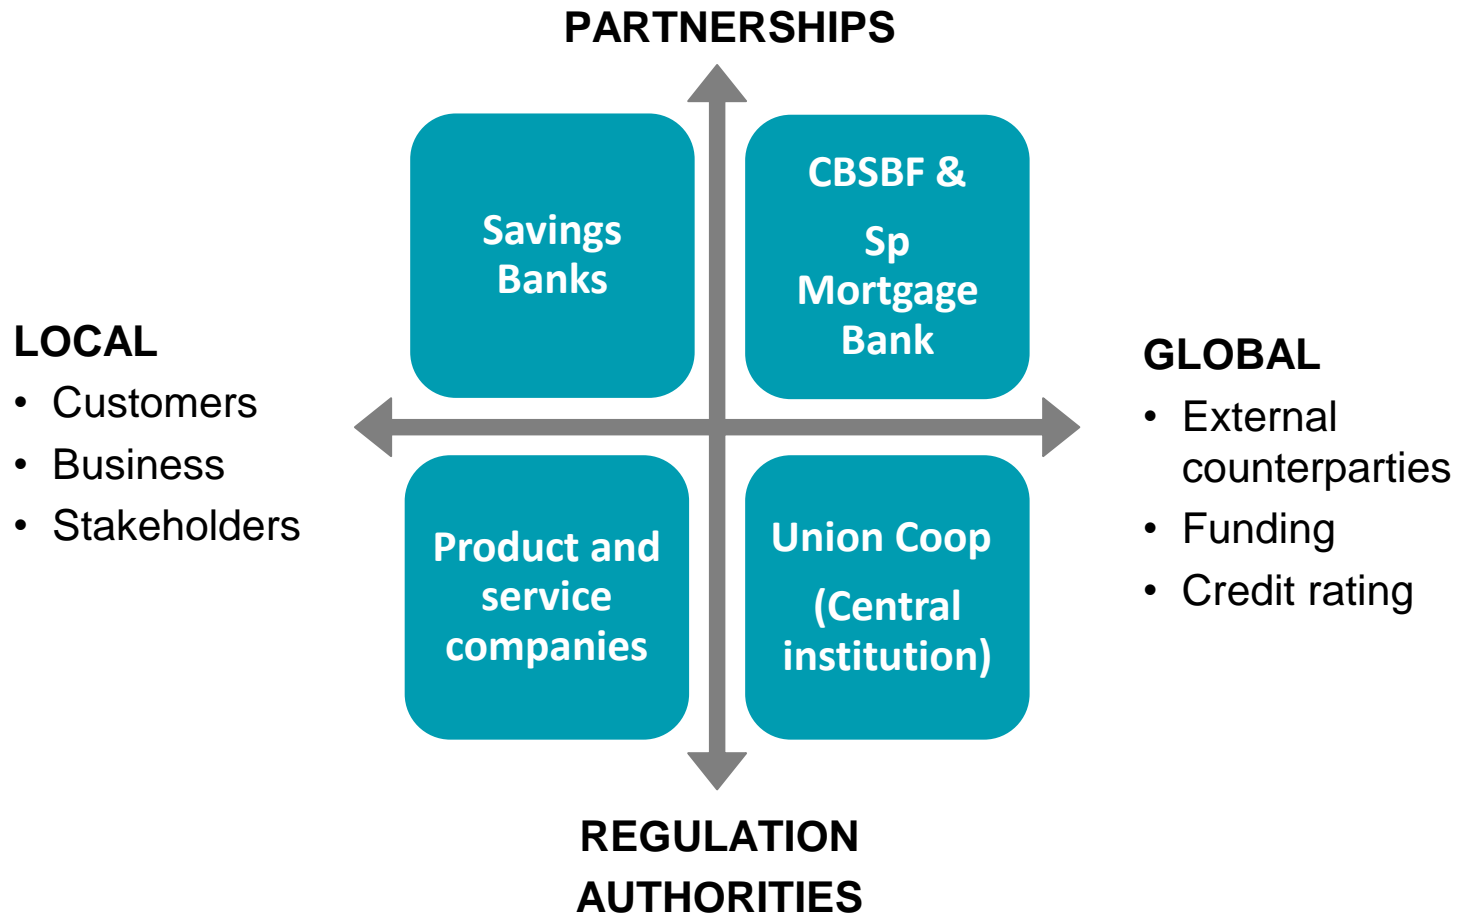 PARTNERSHIPS
Savings
Banks
CBSBF &
Sp
Mortgage
Bank
LOCAL
• Customers
• Business
• Stakeholders
GLOBAL
• External
counterparties
• Funding
• Credit rating
Product and
service
companies
Union Coop
(Central
institution)
REGULATION
AUTHORITIES